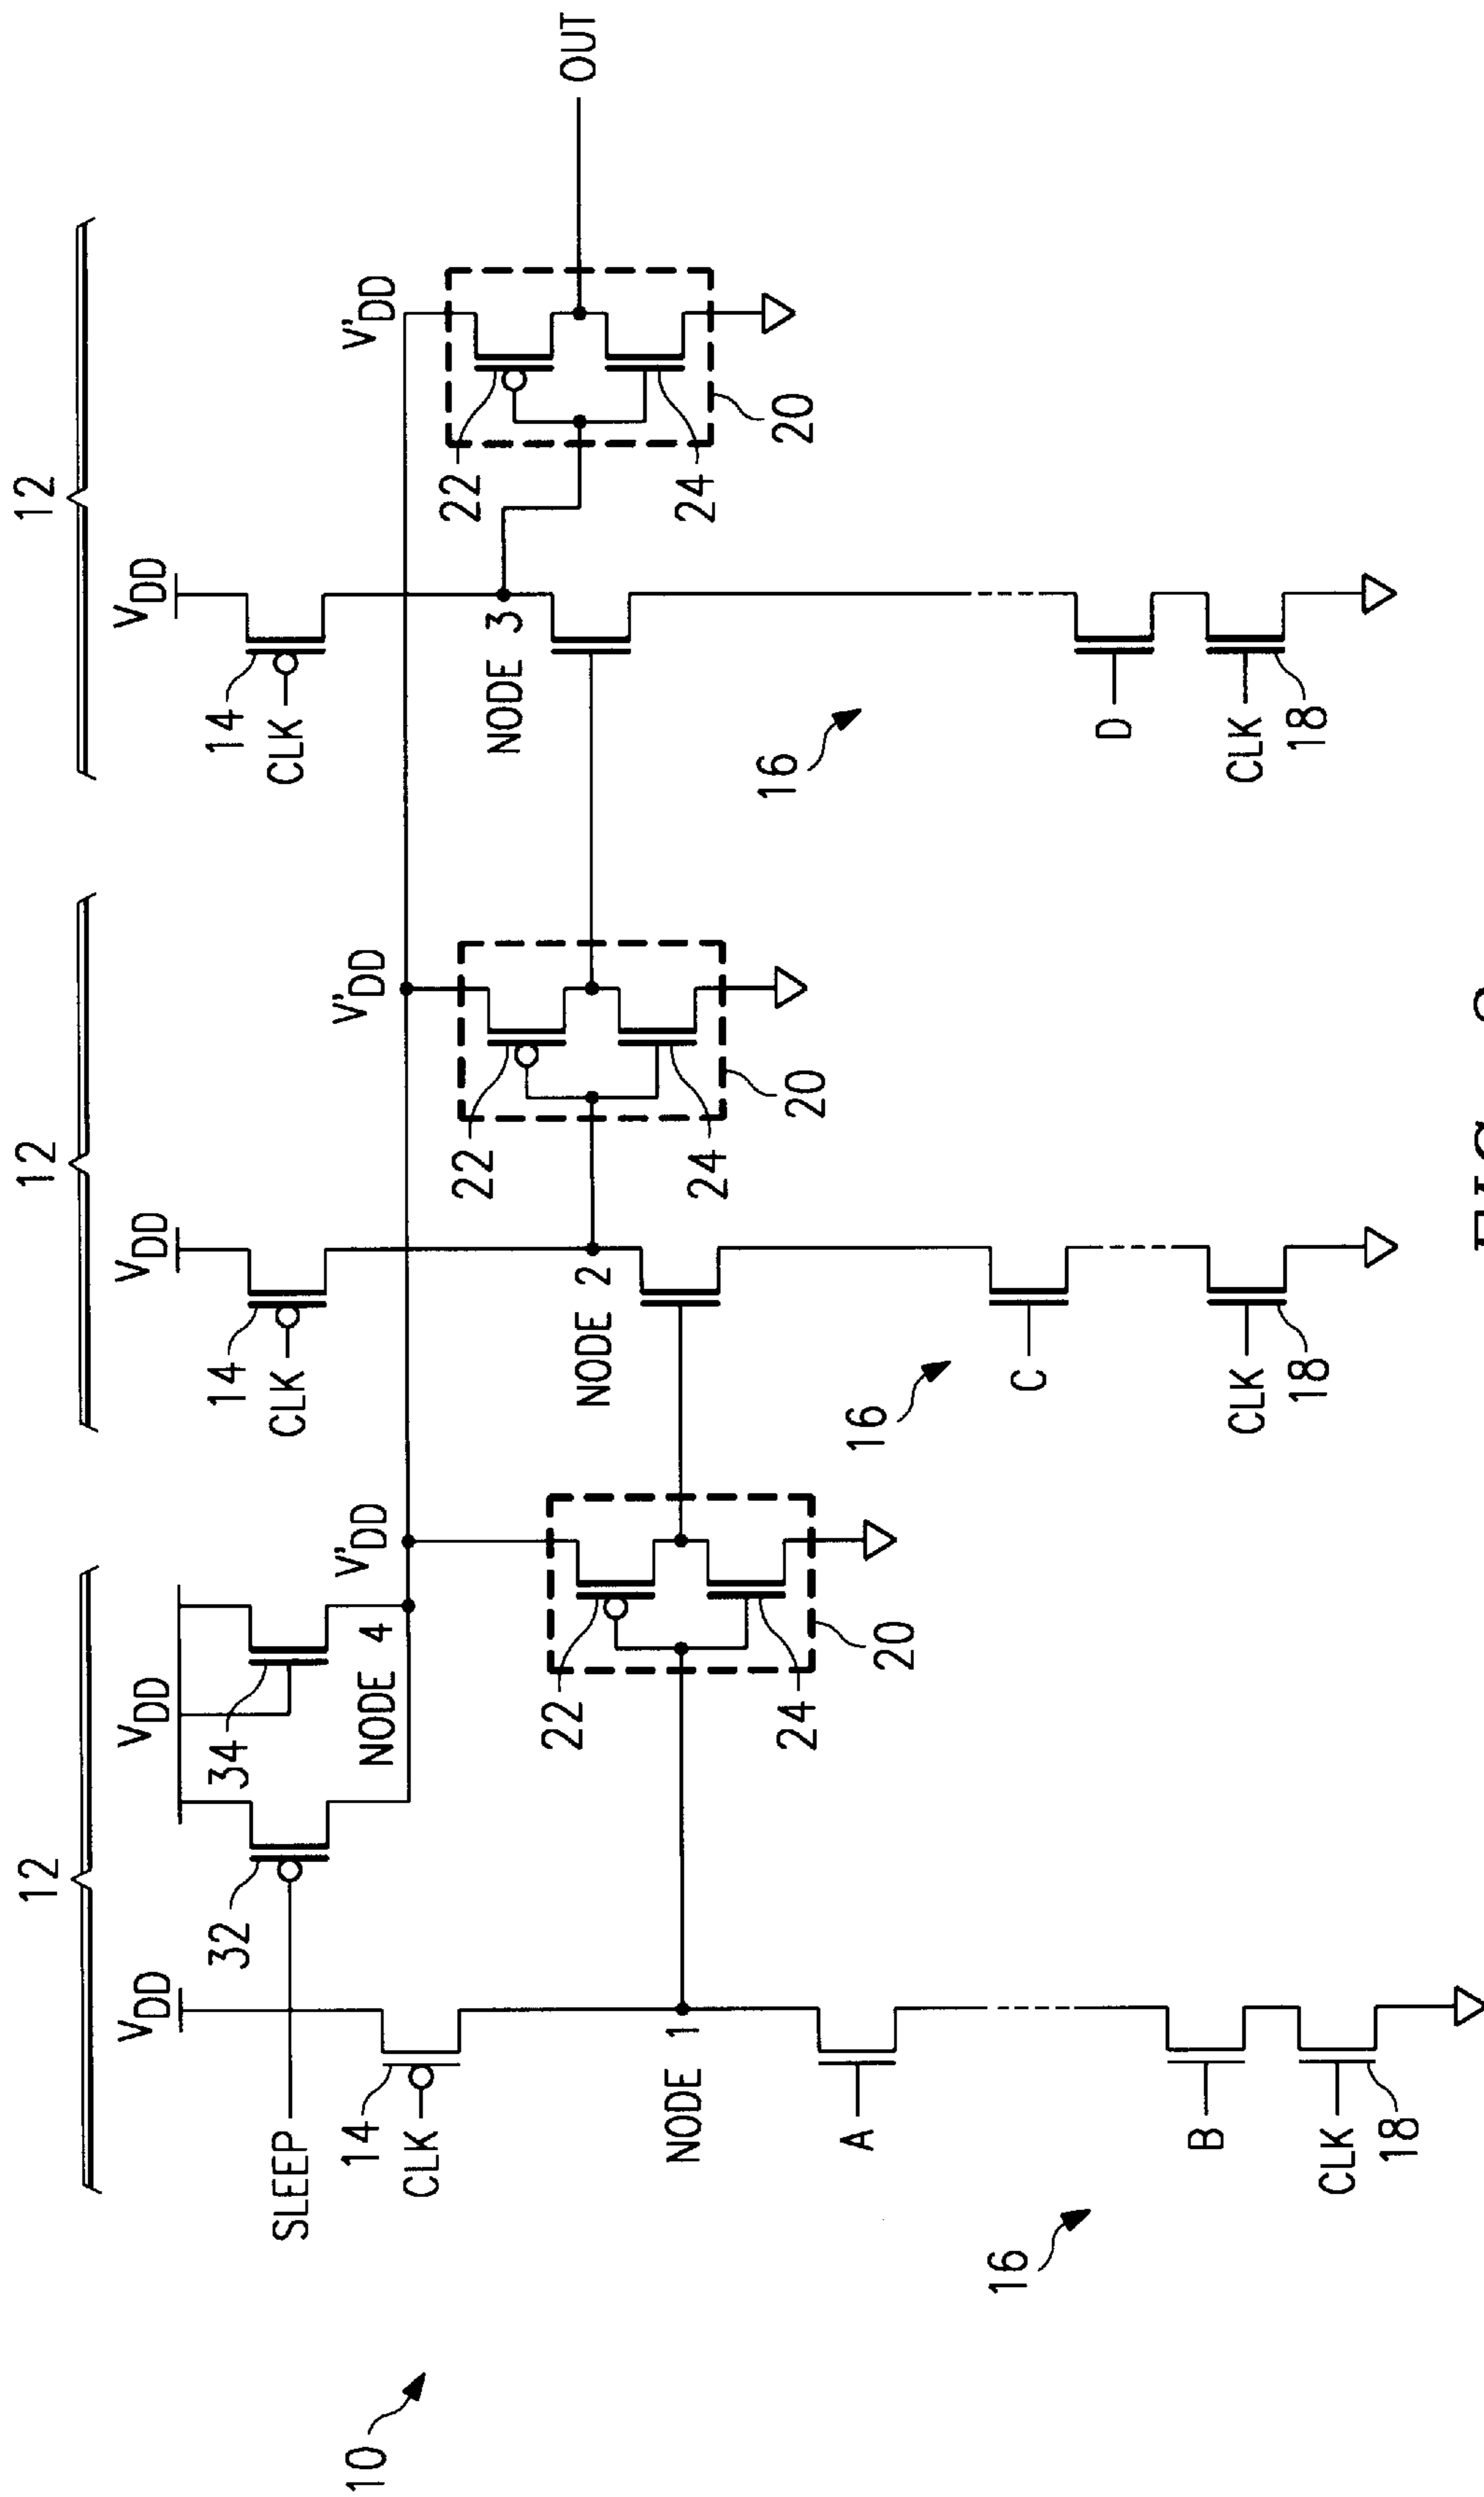 12 12 12
VDD VDD VDD VDD
32 34 14 14
SLEEP CLK CLK
10 14 NODE 4 V'DD V'DD V'DD
CLK
22 22
NODE 3
22 OUT
NODE 2
NODE 1
24 24
16 20
24 20
A 16
20
16 C
D
B CLK CLK
18 18
CLK
18